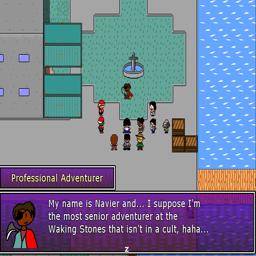 Professional Adventurer
My name is Navier and... I suppose I'm
the most senior adventurer at the
Waking Stones that isn't in a cult, haha...
z